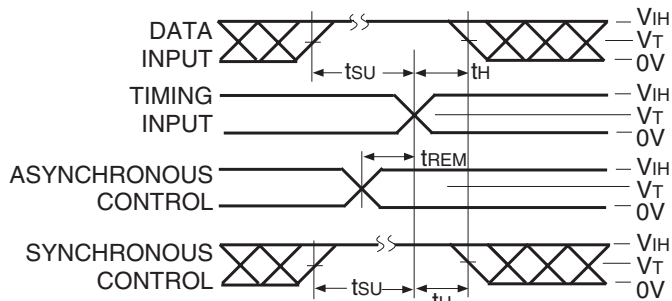 DATA INPUT
tSU
tH
VIH
VT
0V
TIMING INPUT
VIH
VT
0V
tREM
ASYNCHRONOUS CONTROL
VIH
VT
0V
SYNCHRONOUS CONTROL
tSU
tH
VIH
VT
0V